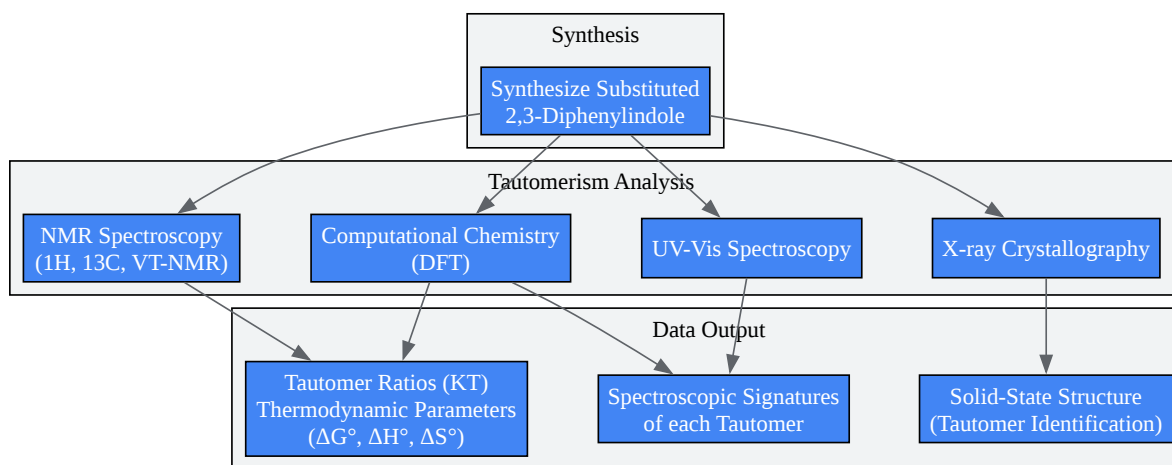 Synthesis
Synthesize Substituted
2,3-Diphenylindole
Tautomerism Analysis
NMR Spectroscopy
(1H, 13C, VT-NMR)
Computational Chemistry
(DFT)
UV-Vis Spectroscopy
X-ray Crystallography
Data Output
Tautomer Ratios (KT)
Thermodynamic Parameters
(ΔG°, ΔH°, ΔS°)
Spectroscopic Signatures
of each Tautomer
Solid-State Structure
(Tautomer Identification)